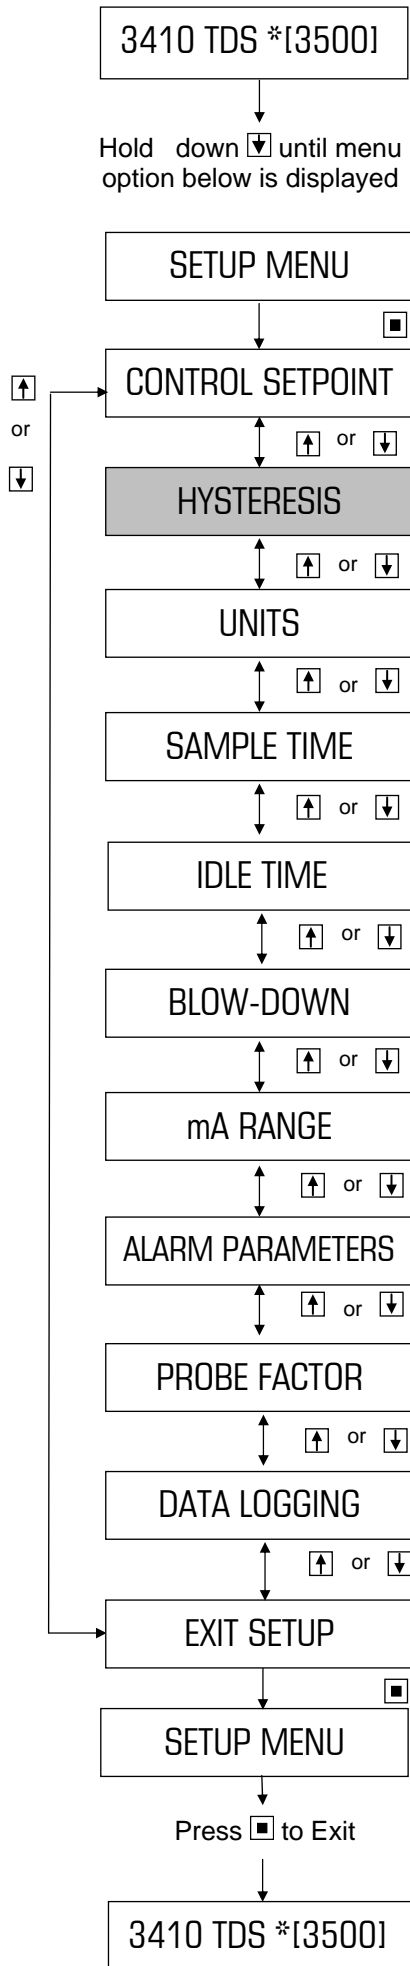 3410 TDS *[3500]
Hold down until menu
option below is displayed
SETUP MENU
CONTROL SETPOINT
or
or
HYSTERESIS
or
UNITS
or
SAMPLE TIME
or
IDLE TIME
or
BLOW-DOWN
or
mA RANGE
or
ALARM PARAMETERS
or
PROBE FACTOR
or
DATA LOGGING
or
EXIT SETUP
SETUP MENU
Press to Exit
3410 TDS *[3500]